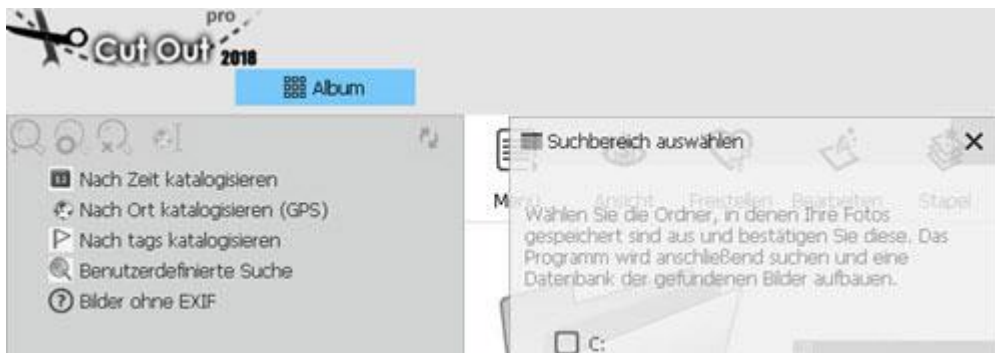 pro
Cut Out 2018
Album
Nach Zeit katalogisieren
Nach Ort katalogisieren (GPS)
Nach tags katalogisieren
Benutzerdefinierte Suche
Bilder ohne EXIF
Suchbereich auswählen
Ansicht Freistellen Bearbeiten Stapel
Wählen Sie die Ordner, in denen Ihre Fotos
gespeichert sind aus und bestätigen Sie diese. Das
Programm wird anschließend suchen und eine
Datenbank der gefundenen Bilder aufbauen.
C: